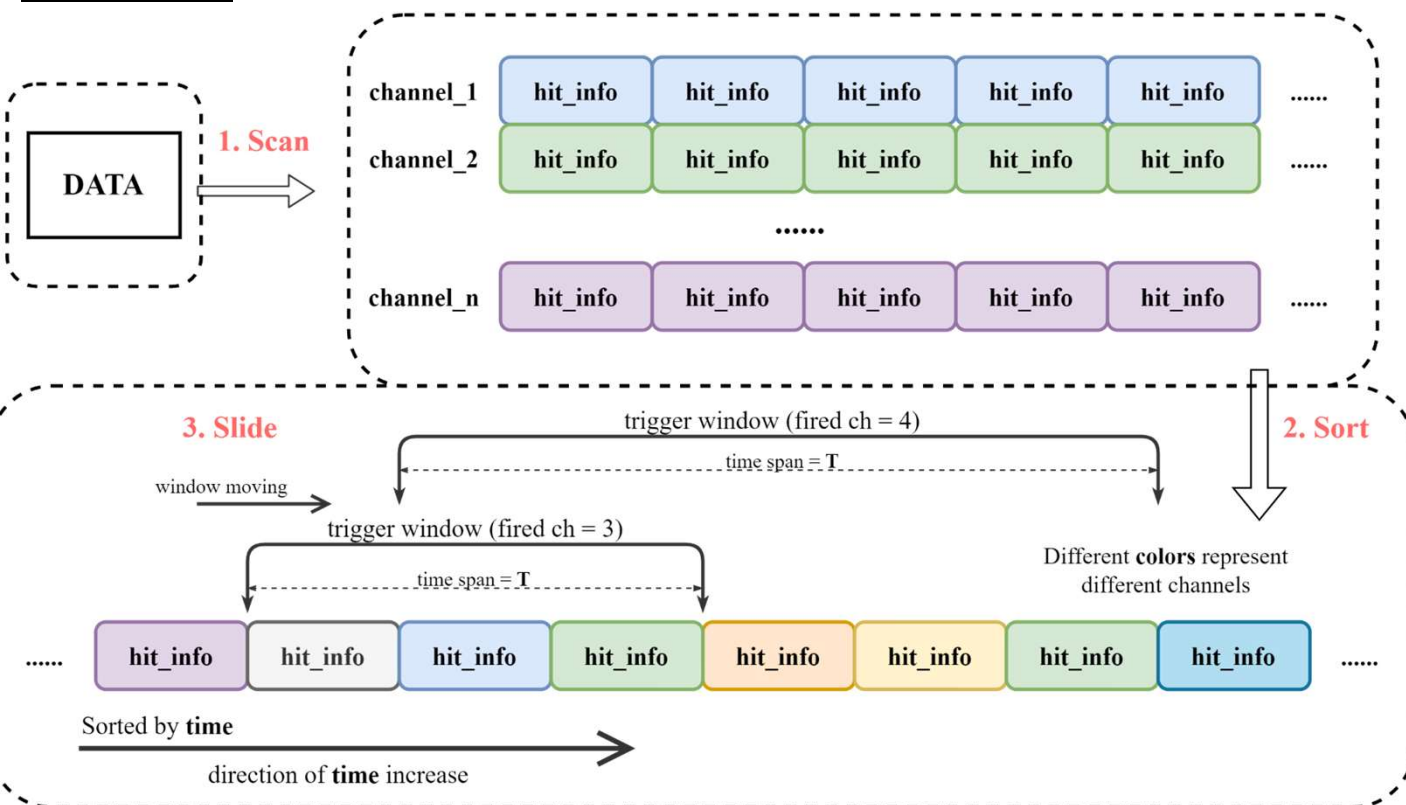 DATA
1. Scan
channel_1 hit_info hit_info hit_info hit_info hit_info ......
channel_2 hit_info hit_info hit_info hit_info hit_info ......
......
channel_n hit_info hit_info hit_info hit_info hit_info ......
2. Sort
3. Slide
trigger window (fired ch = 4)
time span = T
window moving
trigger window (fired ch = 3)
time span = T
Different colors represent
different channels
...... hit_info hit_info hit_info hit_info hit_info hit_info hit_info hit_info ......
Sorted by time
direction of time increase